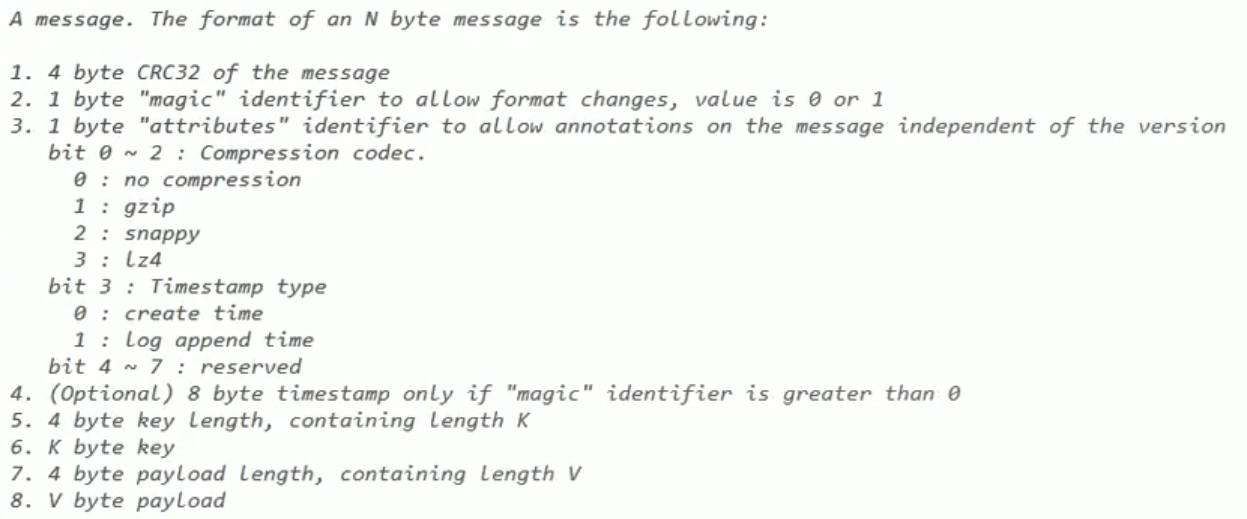 A message. The format of an N byte message is the following:
1. 4 byte CRC32 of the message
2. 1 byte "magic" identifier to allow format changes, value is 0 or 1
3. 1 byte "attributes" identifier to allow annotations on the message independent of the version
bit 0 ~ 2 : Compression codec.
0 : no compression
1 : gzip
2 : snappy
3 : lz4
bit 3 : Timestamp type
0 : create time
1 : log append time
bit 4 ~ 7 : reserved
4. (Optional) 8 byte timestamp only if "magic" identifier is greater than 0
5. 4 byte key length, containing length K
6. K byte key
7. 4 byte payload length, containing length V
8. V byte payload